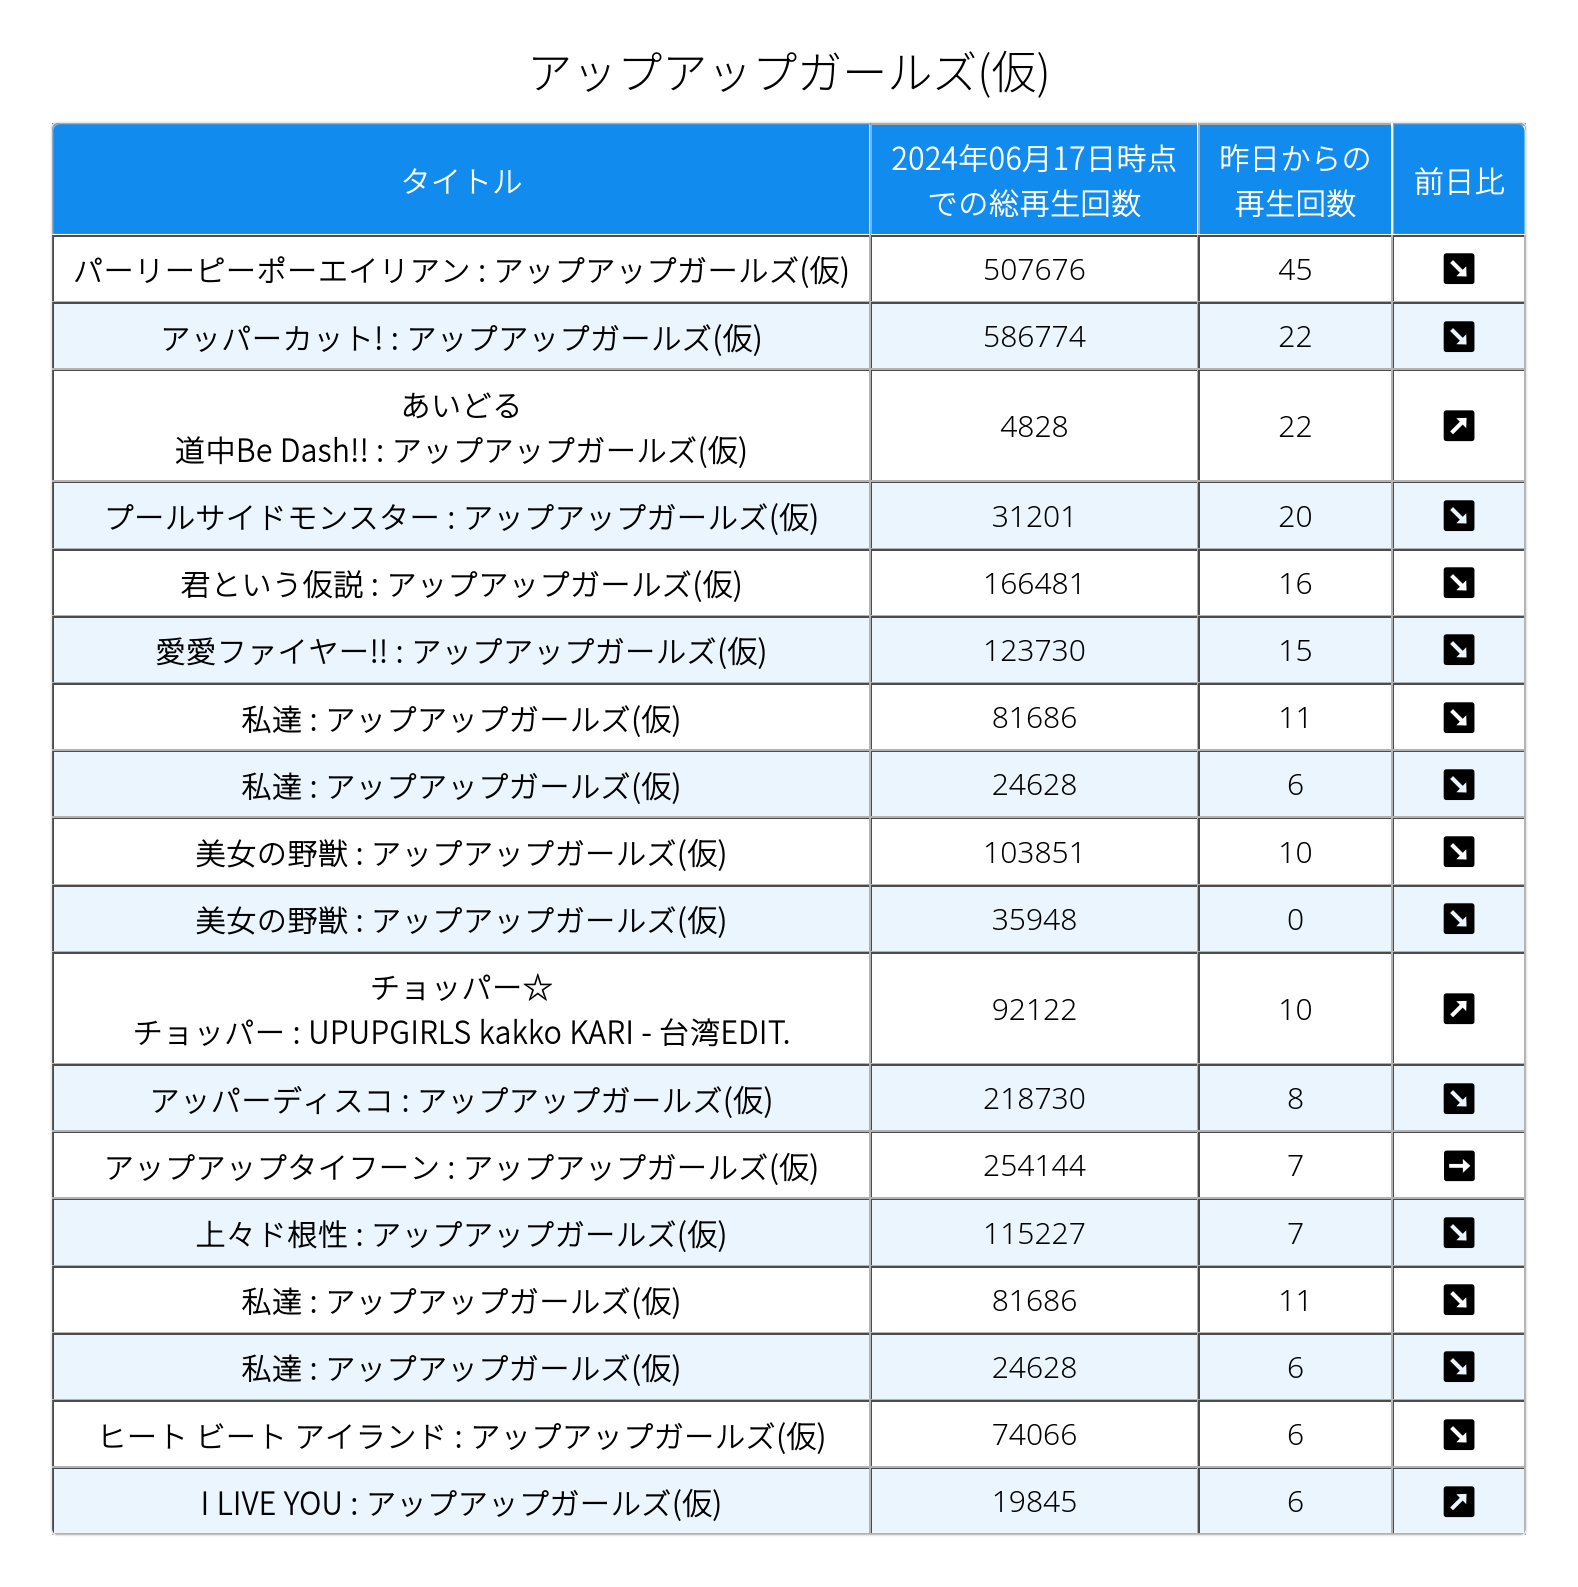 アップアップガールズ(仮)
タイトル
2024年06月17日時点
での総再生回数
昨日からの
再生回数
前日比
パーリーピーポーエイリアン : アップアップガールズ(仮) 507676 45 ↘
アッパーカット! : アップアップガールズ(仮) 586774 22 ↘
あいどる
道中Be Dash!! : アップアップガールズ(仮) 4828 22 ↗
プールサイドモンスター : アップアップガールズ(仮) 31201 20 ↘
君という仮説 : アップアップガールズ(仮) 166481 16 ↘
愛愛ファイヤー!! : アップアップガールズ(仮) 123730 15 ↘
私達 : アップアップガールズ(仮) 81686 11 ↘
私達 : アップアップガールズ(仮) 24628 6 ↘
美女の野獣 : アップアップガールズ(仮) 103851 10 ↘
美女の野獣 : アップアップガールズ(仮) 35948 0 ↘
チョッパー☆
チョッパー : UPUPGIRLS kakko KARI - 台湾EDIT. 92122 10 ↗
アッパーディスコ : アップアップガールズ(仮) 218730 8 ↘
アップアップタイフーン : アップアップガールズ(仮) 254144 7 →
上々ド根性 : アップアップガールズ(仮) 115227 7 ↘
私達 : アップアップガールズ(仮) 81686 11 ↘
私達 : アップアップガールズ(仮) 24628 6 ↘
ヒート ビート アイランド : アップアップガールズ(仮) 74066 6 ↘
I LIVE YOU : アップアップガールズ(仮) 19845 6 ↗